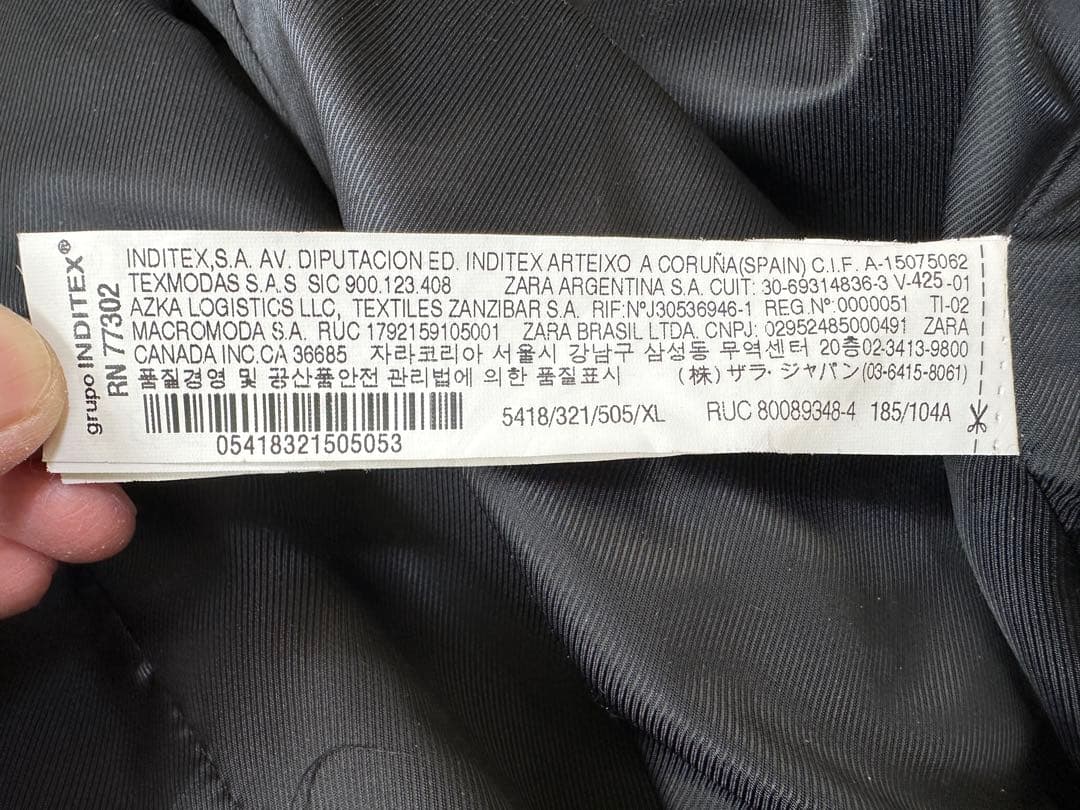 grupo INDITEX®
RN 77302
INDITEX,S.A. AV. DIPUTACION ED. INDITEX ARTEIXO A CORUÑA(SPAIN) C.I.F. A-15075062
TEXMODAS S.A.S SIC 900.123.408 ZARA ARGENTINA S.A. CUIT: 30-69314836-3 V-425-01
AZKA LOGISTICS LLC, TEXTILES ZANZIBAR S.A. RIF:NºJ30536946-1 REG.Nº:0000051 TI-02
MACROMODA S.A. RUC 1792159105001 ZARA BRASIL LTDA. CNPJ: 02952485000491 ZARA
CANADA INC.CA 36685 자라코리아 서울시 강남구 삼성동 무역센터 20층02-3413-9800
품질경영 및 공산품안전 관리법에 의한 품질표시 (株) ザラ・ジャパン(03-6415-8061)
5418/321/505/XL RUC 80089348-4 185/104A
05418321505053